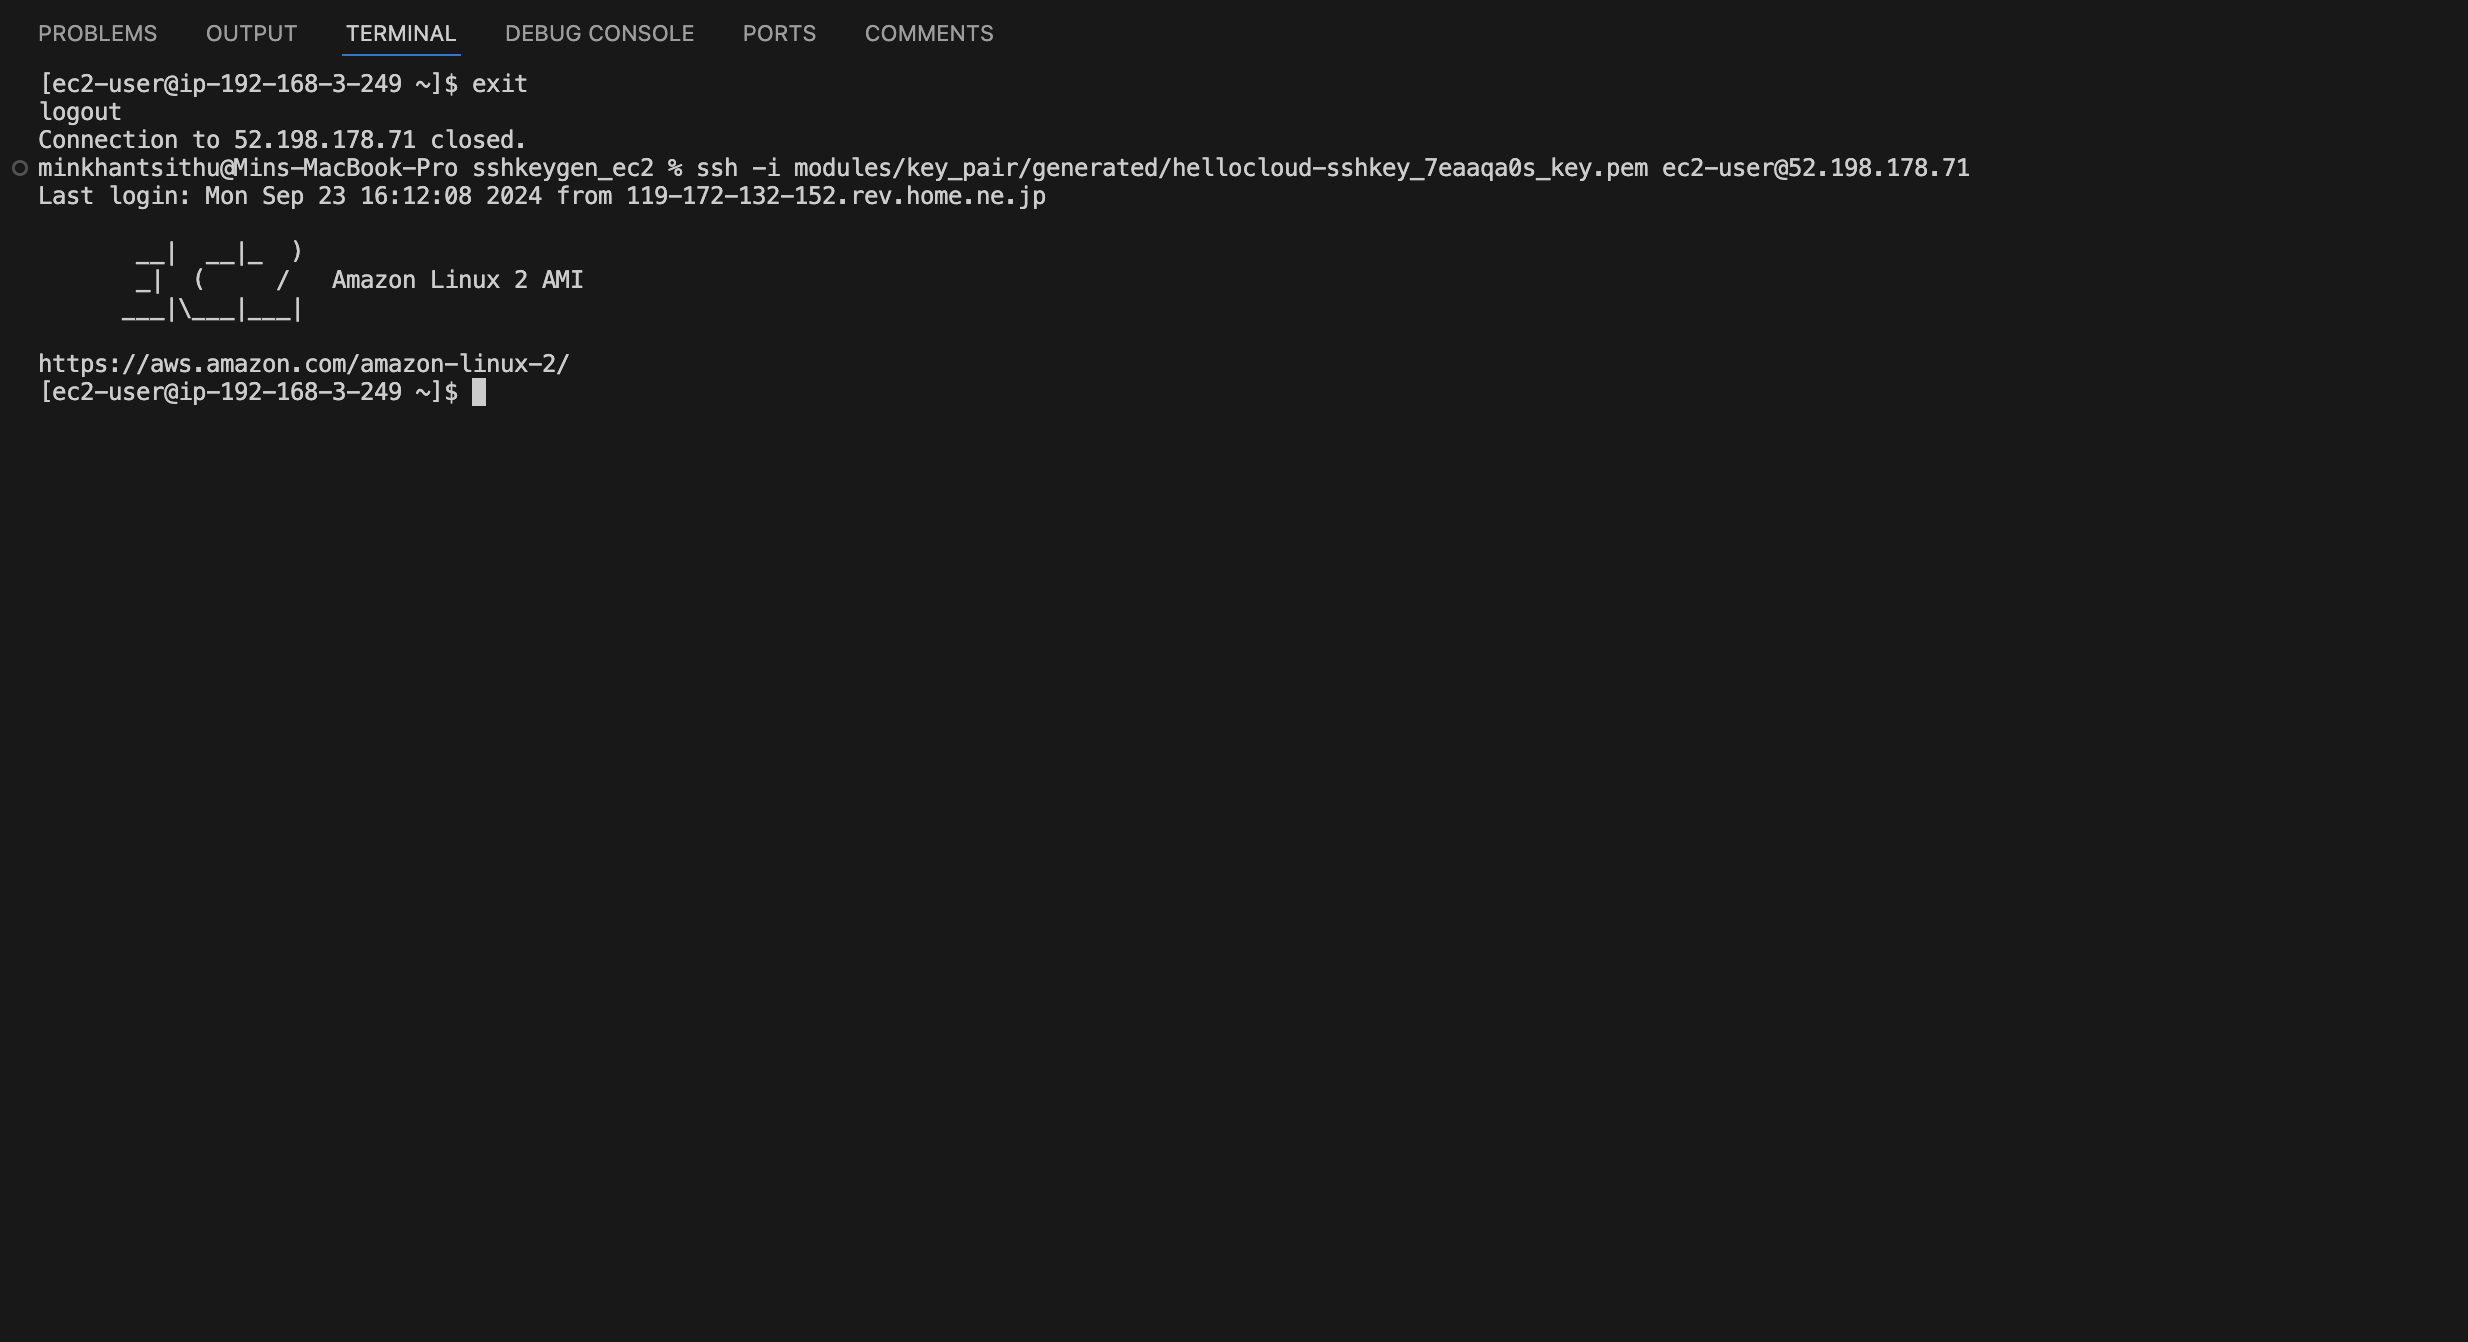 PROBLEMS OUTPUT TERMINAL DEBUG CONSOLE PORTS COMMENTS
[ec2-user@ip-192-168-3-249 ~]$ exit
logout
Connection to 52.198.178.71 closed.
minkhantsithu@Mins-MacBook-Pro sshkeygen_ec2 % ssh -i modules/key_pair/generated/hellocloud-sshkey_7eaaqa0s_key.pem ec2-user@52.198.178.71
Last login: Mon Sep 23 16:12:08 2024 from 119-172-132-152.rev.home.ne.jp
       __|  __|_  )
       _|  (     /   Amazon Linux 2 AMI
      ___|\___|___|
https://aws.amazon.com/amazon-linux-2/
[ec2-user@ip-192-168-3-249 ~]$